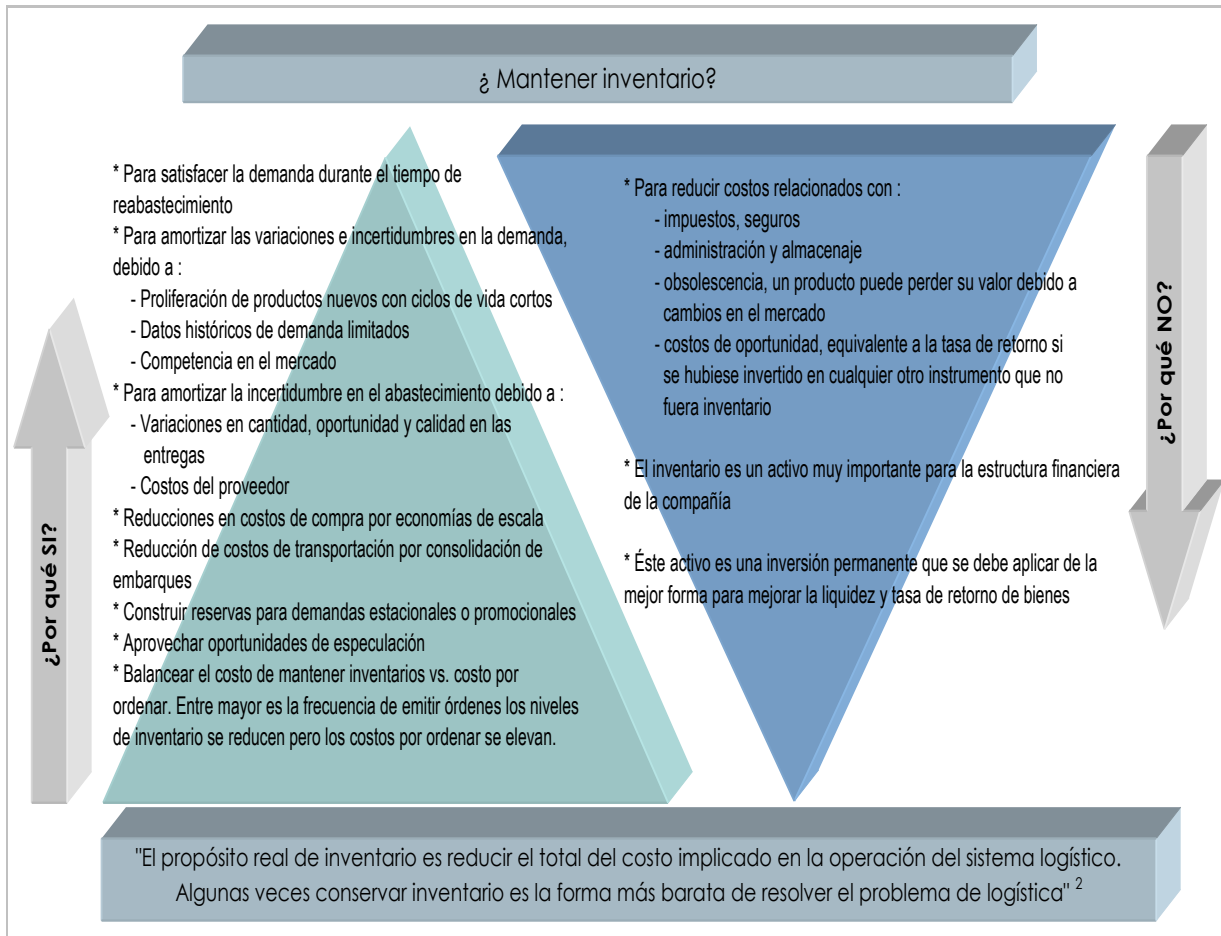 ¿ Mantener inventario?
¿Por qué SI?
* Para satisfacer la demanda durante el tiempo de
reabastecimiento
* Para amortizar las variaciones e incertidumbres en la demanda,
debido a :
- Proliferación de productos nuevos con ciclos de vida cortos
- Datos históricos de demanda limitados
- Competencia en el mercado
* Para amortizar la incertidumbre en el abastecimiento debido a :
- Variaciones en cantidad, oportunidad y calidad en las
entregas
- Costos del proveedor
* Reducciones en costos de compra por economías de escala
* Reducción de costos de transportación por consolidación de
embarques
* Construir reservas para demandas estacionales o promocionales
* Aprovechar oportunidades de especulación
* Balancear el costo de mantener inventarios vs. costo por
ordenar. Entre mayor es la frecuencia de emitir órdenes los niveles
de inventario se reducen pero los costos por ordenar se elevan.
* Para reducir costos relacionados con :
- impuestos, seguros
- administración y almacenaje
- obsolescencia, un producto puede perder su valor debido a
cambios en el mercado
- costos de oportunidad, equivalente a la tasa de retorno si
se hubiese invertido en cualquier otro instrumento que no
fuera inventario
* El inventario es un activo muy importante para la estructura financiera
de la compañía
* Éste activo es una inversión permanente que se debe aplicar de la
mejor forma para mejorar la liquidez y tasa de retorno de bienes
¿Por qué NO?
"El propósito real de inventario es reducir el total del costo implicado en la operación del sistema logístico.
Algunas veces conservar inventario es la forma más barata de resolver el problema de logística" 2